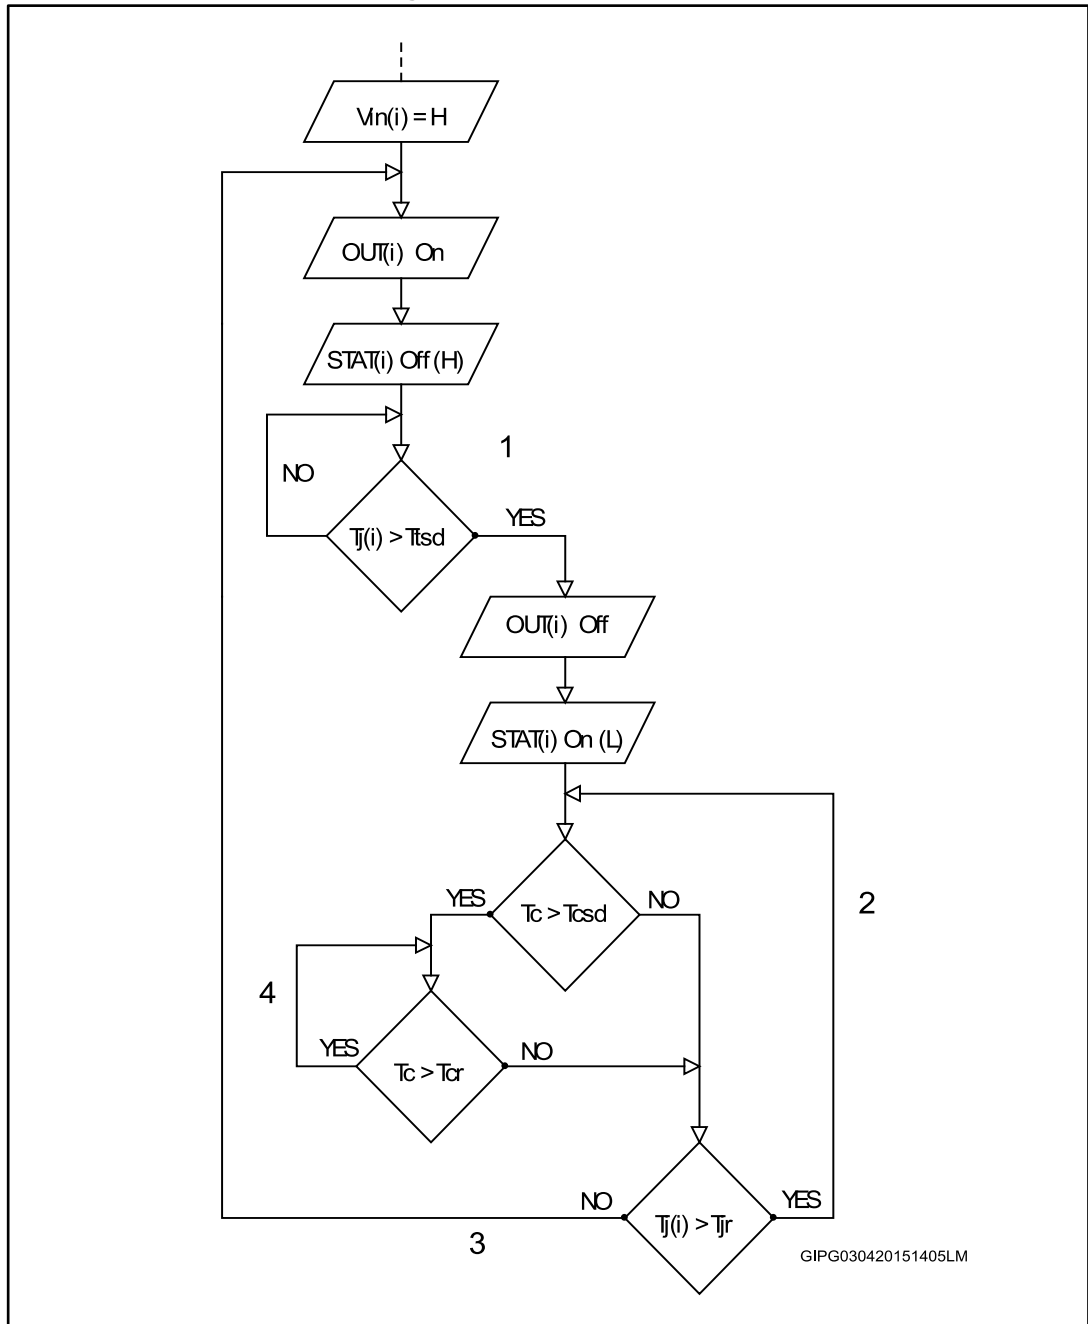 Vin(i) = H
OUT(i) On
STAT(i) Off (H)
1
NO
Tj(i) > Ttsd
YES
OUT(i) Off
STAT(i) On (L)
YES
Tc > Tcsd
NO
2
4
YES
Tc > Tcr
NO
NO
Tj(i) > Tjr
YES
3
GIPG030420151405LM